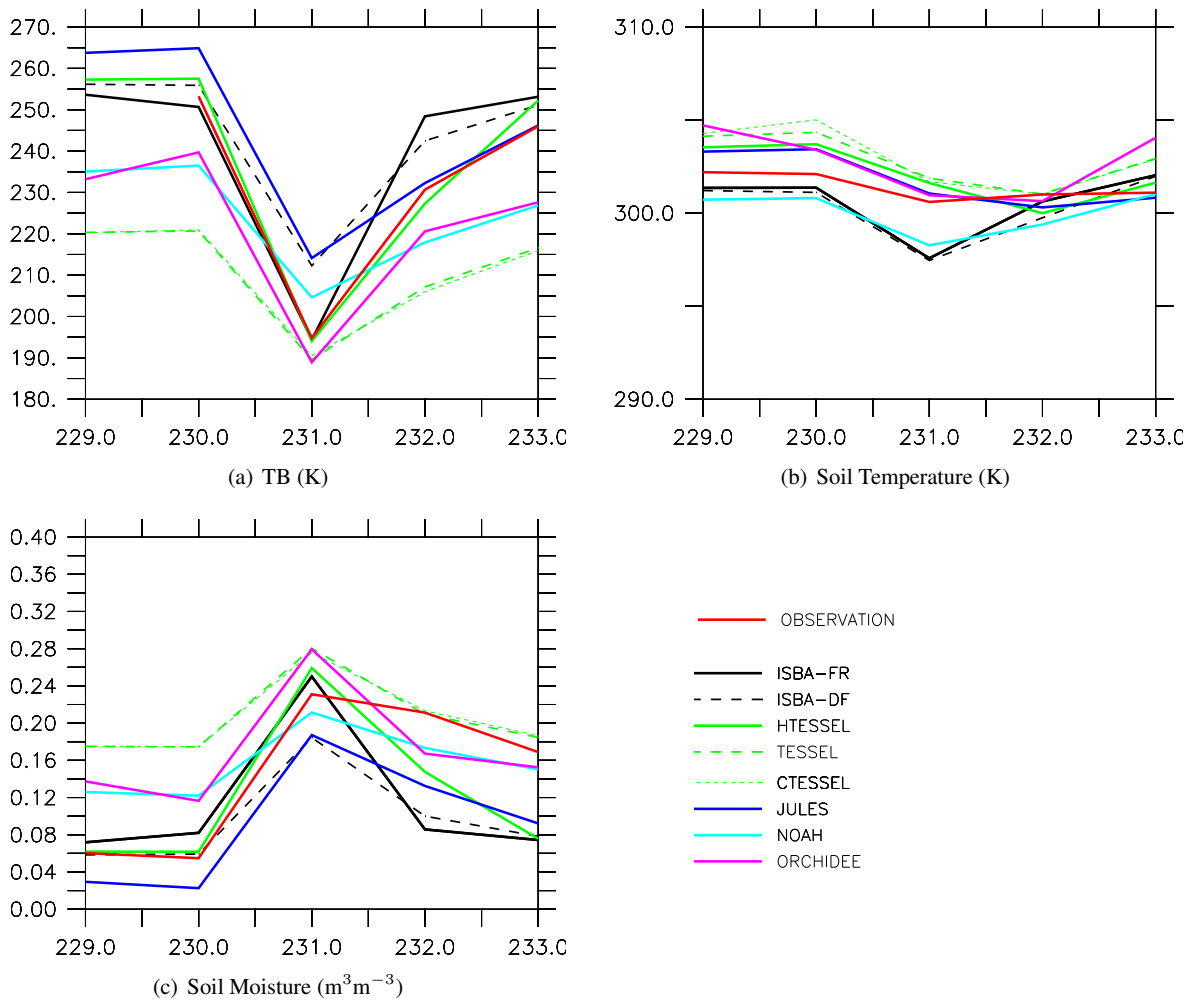 270.
260.
250.
240.
230.
220.
210.
200.
190.
180.
229.0 230.0 231.0 232.0 233.0
(a) TB (K)
310.0
300.0
290.0
229.0 230.0 231.0 232.0 233.0
(b) Soil Temperature (K)
0.40
0.36
0.32
0.28
0.24
0.20
0.16
0.12
0.08
0.04
0.00
229.0 230.0 231.0 232.0 233.0
(c) Soil Moisture (m³m⁻³)
OBSERVATION
ISBA-FR
ISBA-DF
HTESSEL
TESSEL
CTESSEL
JULES
NOAH
ORCHIDEE